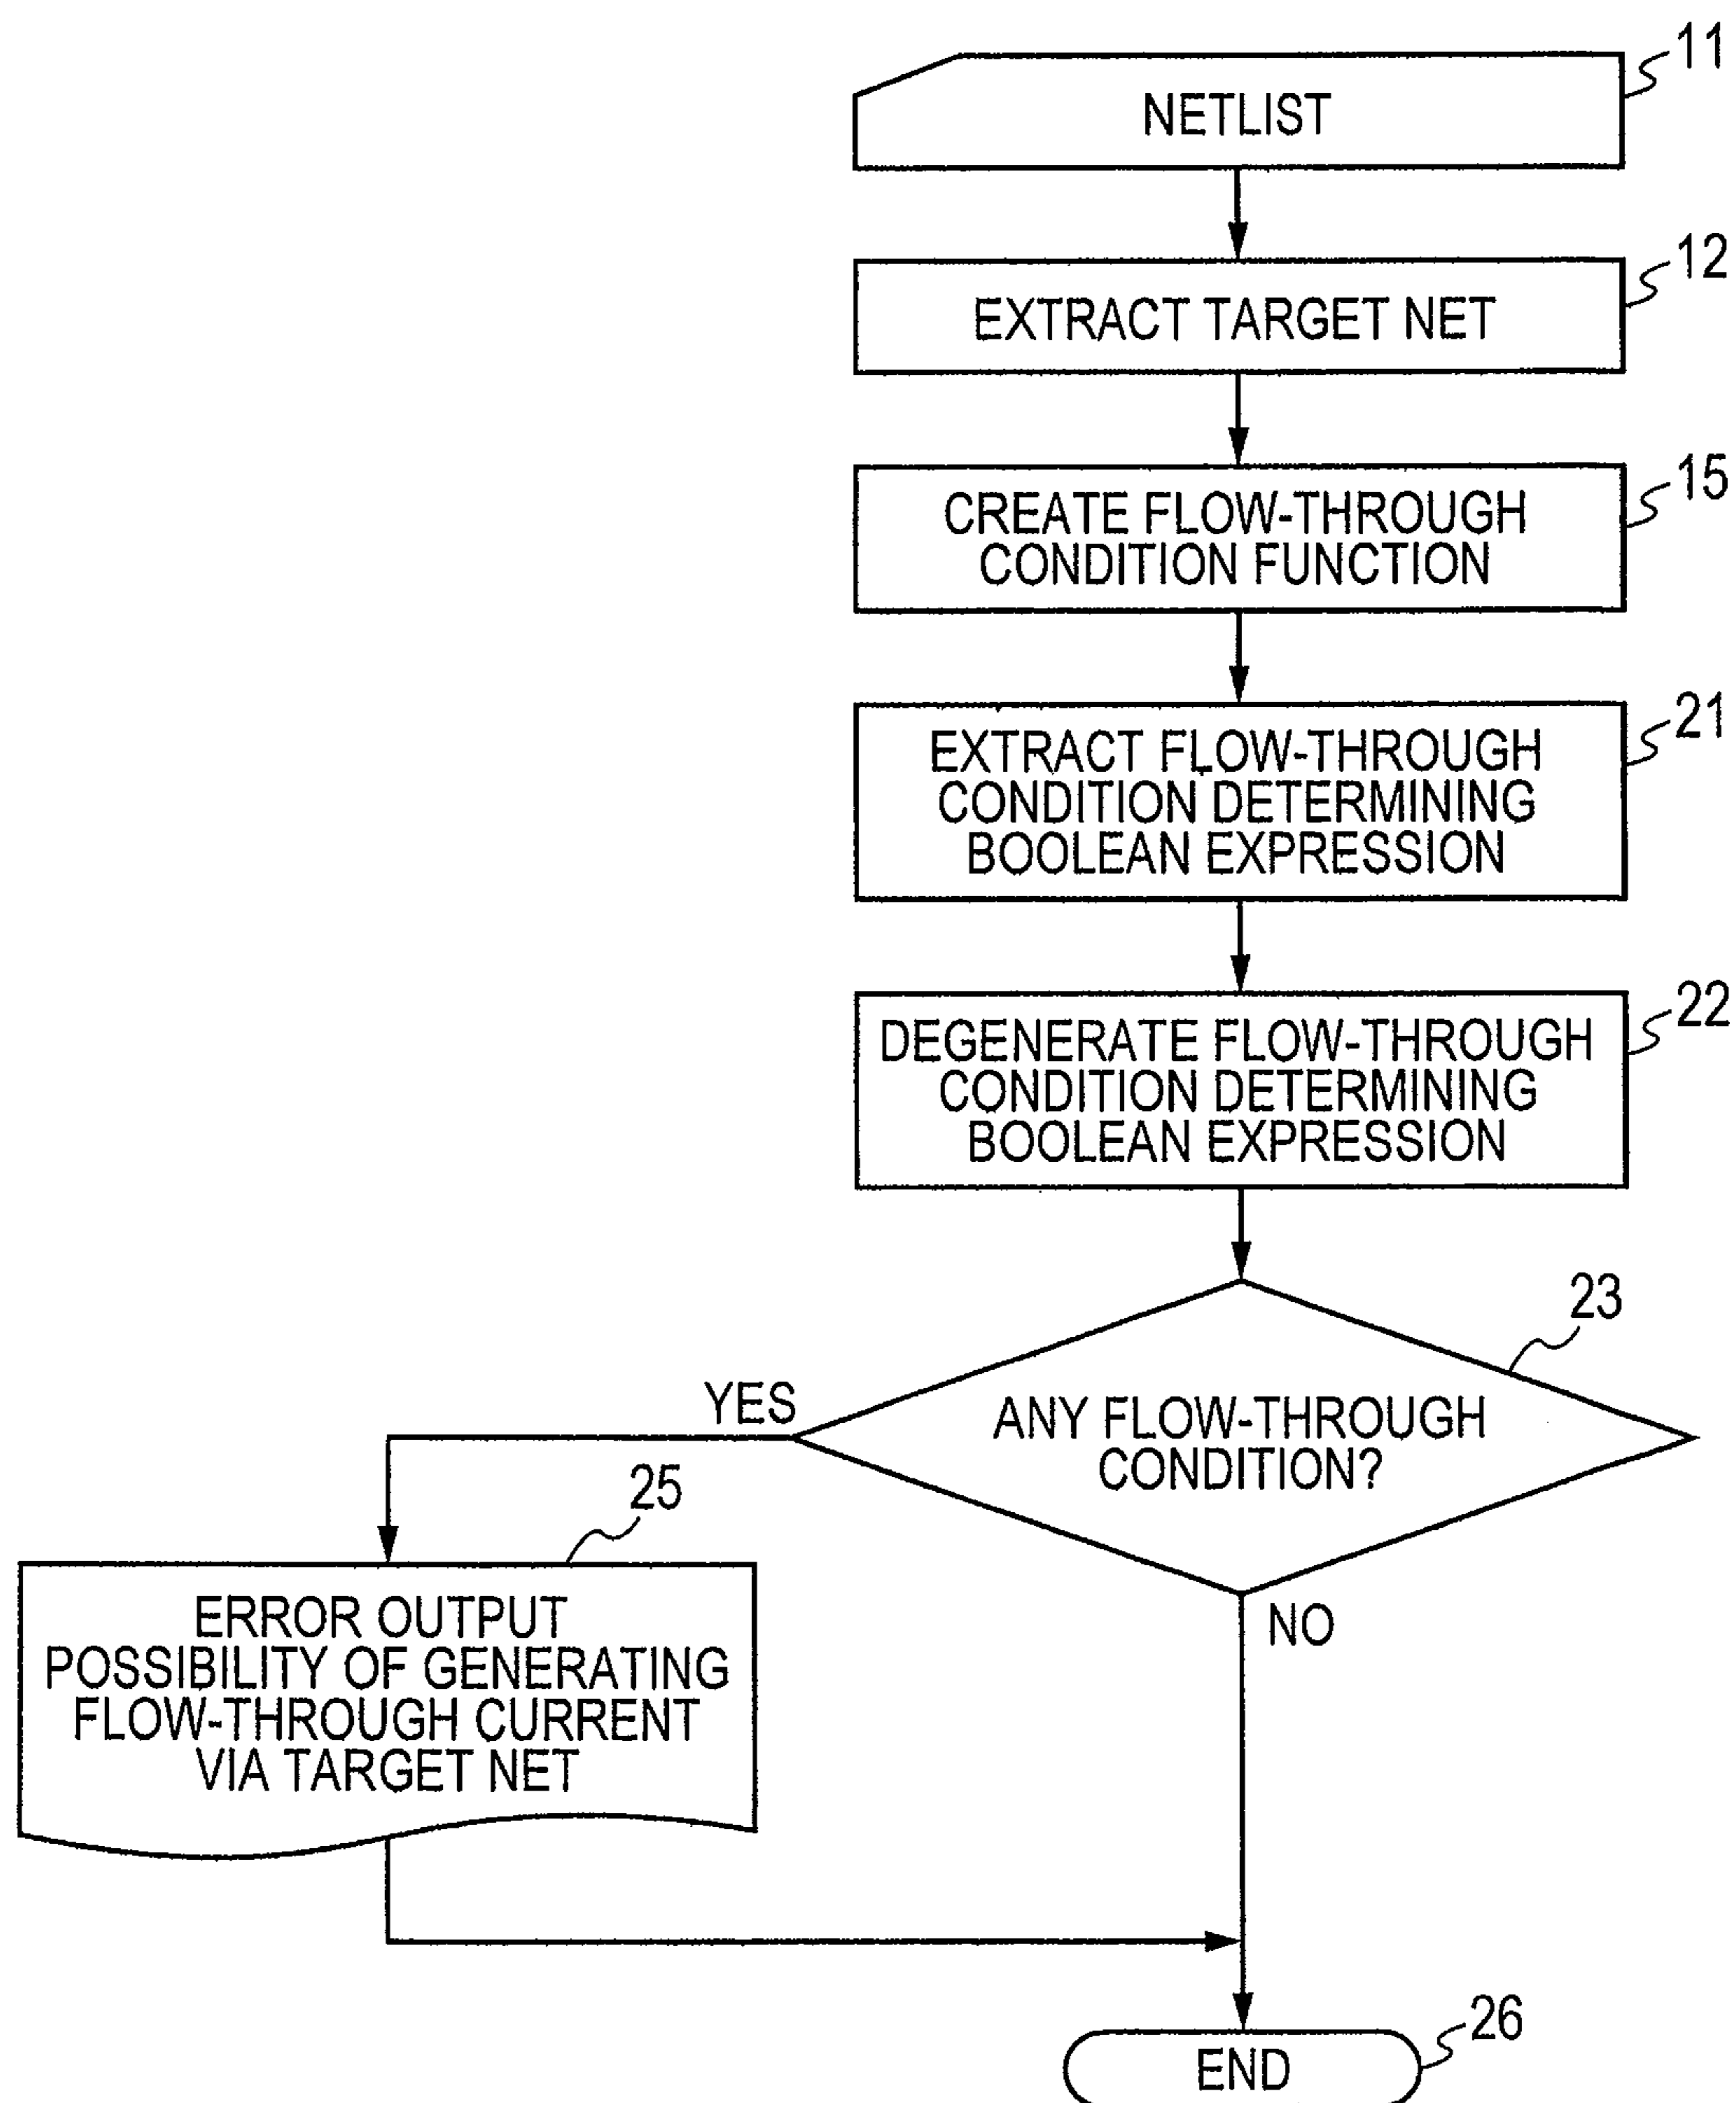 11
NETLIST
12
EXTRACT TARGET NET
15
CREATE FLOW-THROUGH
CONDITION FUNCTION
21
EXTRACT FLOW-THROUGH
CONDITION DETERMINING
BOOLEAN EXPRESSION
22
DEGENERATE FLOW-THROUGH
CONDITION DETERMINING
BOOLEAN EXPRESSION
23
ANY FLOW-THROUGH
CONDITION?
YES
25
ERROR OUTPUT
POSSIBILITY OF GENERATING
FLOW-THROUGH CURRENT
VIA TARGET NET
NO
26
END